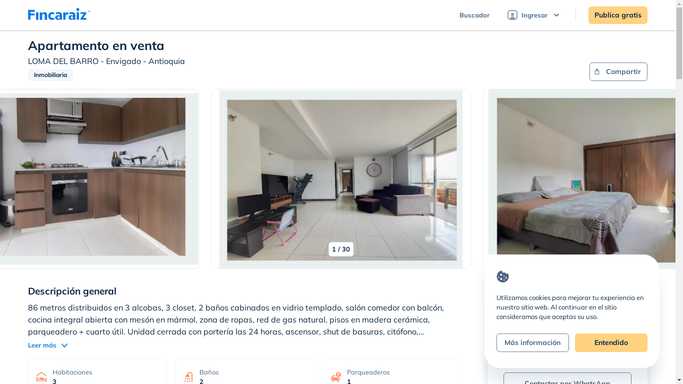 Fincaraiz
Buscador
Ingresar
Publica gratis
Apartamento en venta
LOMA DEL BARRO - Envigado - Antioquia
Inmobiliaria
Compartir
1 / 30
Descripción general
86 metros distribuidos en 3 alcobas, 3 closet, 2 baños cabinados en vidrio templado, salón comedor con balcón,
cocina integral abierta con mesón en mármol, zona de ropas, red de gas natural, pisos en madera cerámica,
parqueadero + cuarto útil. Unidad cerrada con portería las 24 horas, ascensor, shut de basuras, citófono,...
Leer más
Habitaciones
3
Baños
2
Parqueaderos
1
Utilizamos cookies para mejorar tu experiencia en
nuestro sitio web. Al continuar en el sitio
consideramos que aceptas su uso.
Más información
Entendido
Contactar por WhatsApp